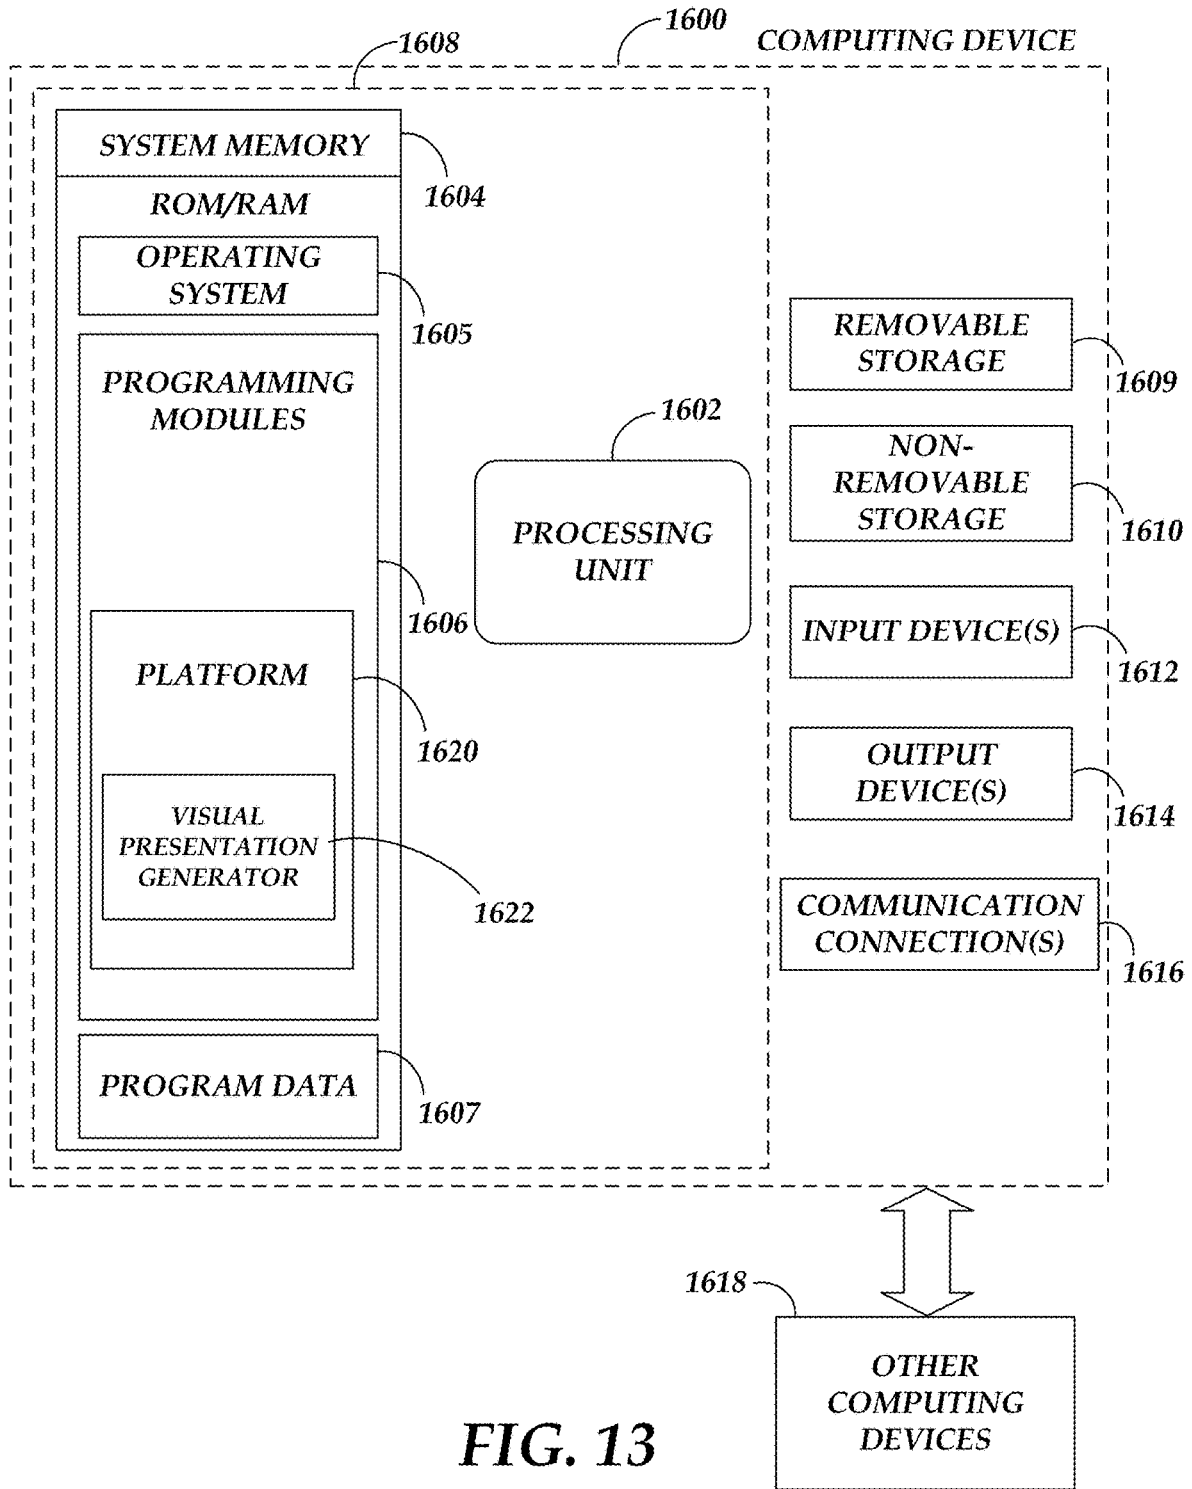 1600
COMPUTING DEVICE
1608
SYSTEM MEMORY
1604
ROM/RAM
OPERATING
SYSTEM
1605
PROGRAMMING
MODULES
1606
PLATFORM
1620
VISUAL
PRESENTATION
GENERATOR
1622
PROGRAM DATA
1607
1602
PROCESSING
UNIT
REMOVABLE
STORAGE
1609
NON-
REMOVABLE
STORAGE
1610
INPUT DEVICE(S)
1612
OUTPUT
DEVICE(S)
1614
COMMUNICATION
CONNECTION(S)
1616
1618
OTHER
COMPUTING
DEVICES
FIG. 13